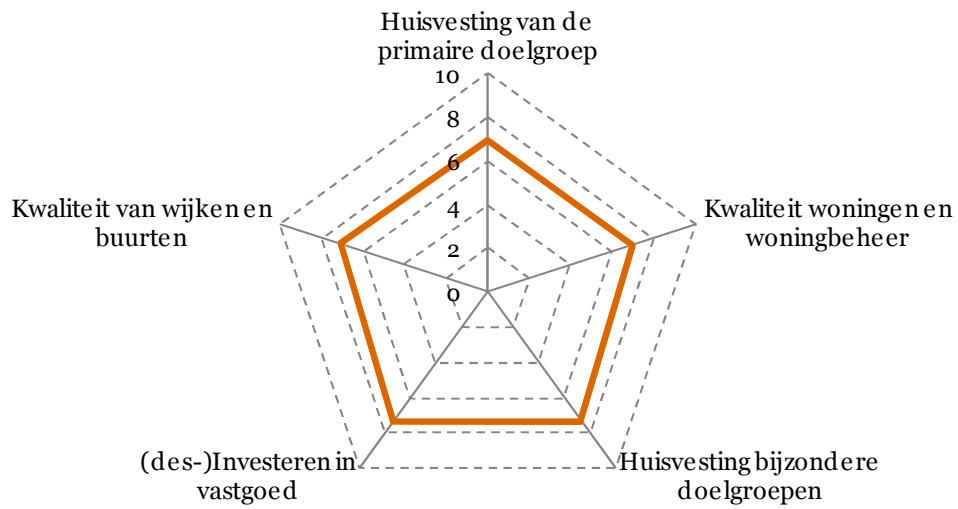 Huisvesting van de
primaire doelgroep
10
8
6
4
2
0
Kwaliteit van wijken en
buurten
Kwaliteit woningen en
woningbeheer
(des-)Investeren in
vastgoed
Huisvesting bijzondere
doelgroepen